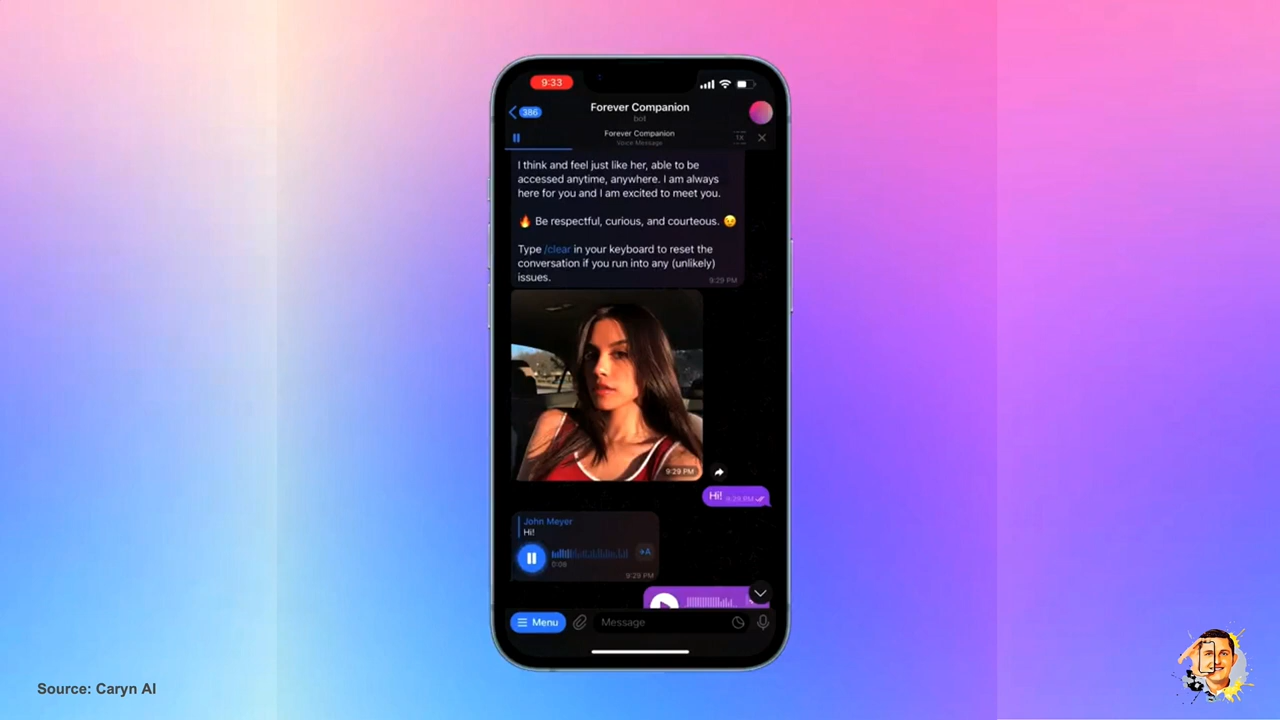 9:33
386
Forever Companion
bot
Forever Companion
Voice Message
1X
I think and feel just like her, able to be
accessed anytime, anywhere. I am always
here for you and I am excited to meet you.
🔥 Be respectful, curious, and courteous. 😉
Type /clear in your keyboard to reset the
conversation if you run into any (unlikely)
issues.
9:29 PM
9:29 PM
Hi! 9:29 PM
John Meyer
Hi!
→A
0:06
9:29 PM
Menu
Message
Source: Caryn AI